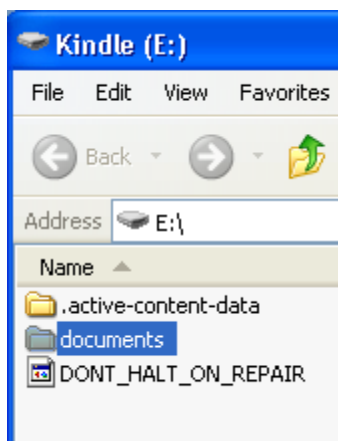 Kindle (E:)
File Edit View Favorites
Back
Address E:\
Name
.active-content-data
documents
DONT_HALT_ON_REPAIR